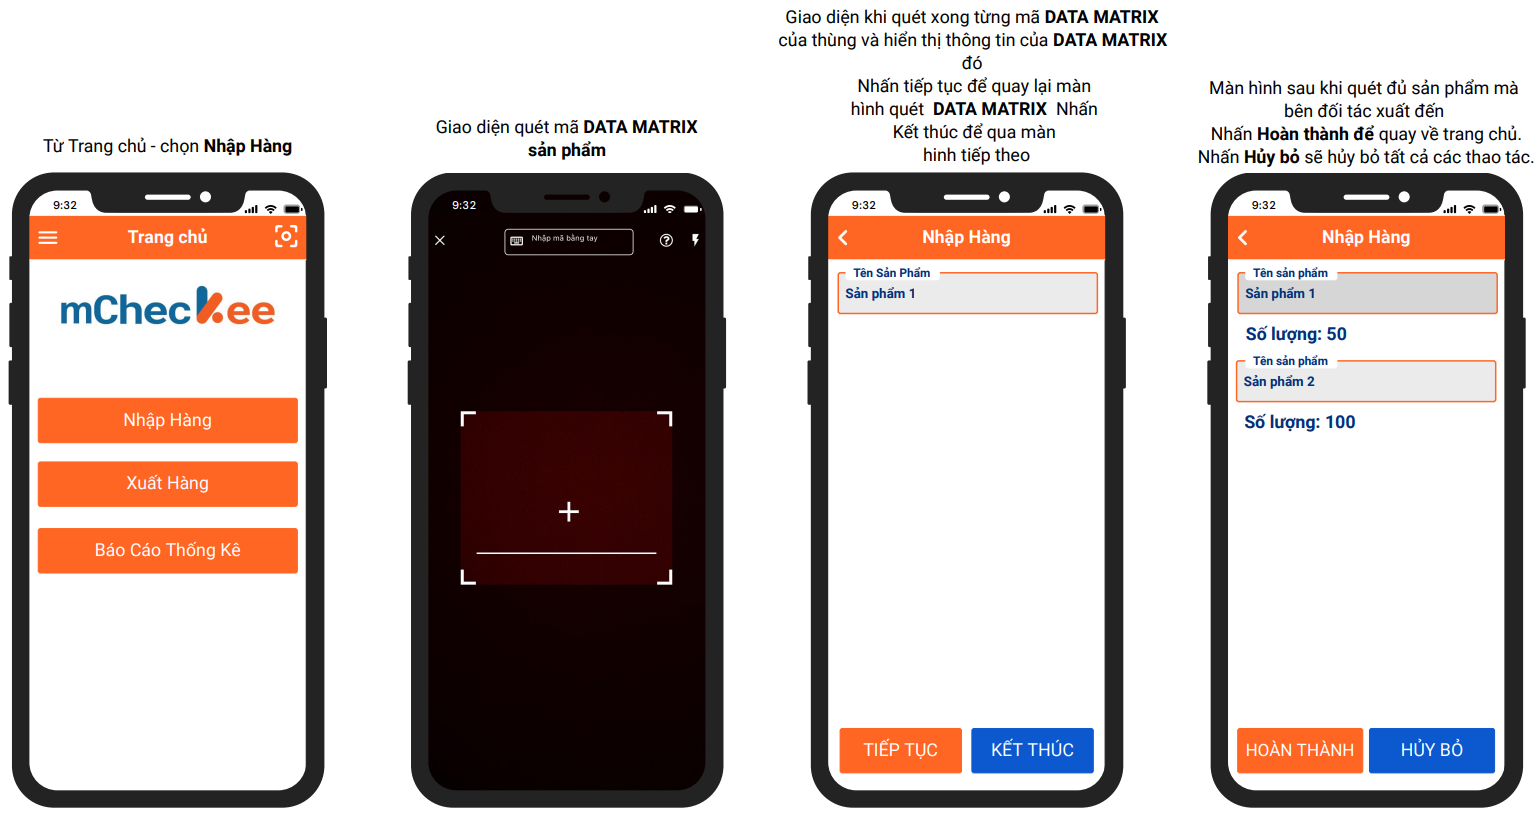 Từ Trang chủ - chọn Nhập Hàng
9:32
Trang chủ
mCheckee
Nhập Hàng
Xuất Hàng
Báo Cáo Thống Kê
Giao diện quét mã DATA MATRIX
sản phẩm
9:32
Nhập mã bằng tay
Giao diện khi quét xong từng mã DATA MATRIX
của thùng và hiển thị thông tin của DATA MATRIX
đó
Nhấn tiếp tục để quay lại màn
hình quét DATA MATRIX Nhấn
Kết thúc để qua màn
hinh tiếp theo
9:32
Nhập Hàng
Tên Sản Phẩm
Sản phẩm 1
TIẾP TỤC
KẾT THÚC
Màn hình sau khi quét đủ sản phẩm mà
bên đối tác xuất đến
Nhấn Hoàn thành để quay về trang chủ.
Nhấn Hủy bỏ sẽ hủy bỏ tất cả các thao tác.
9:32
Nhập Hàng
Tên sản phẩm
Sản phẩm 1
Số lượng: 50
Tên sản phẩm
Sản phẩm 2
Số lượng: 100
HOÀN THÀNH
HỦY BỎ